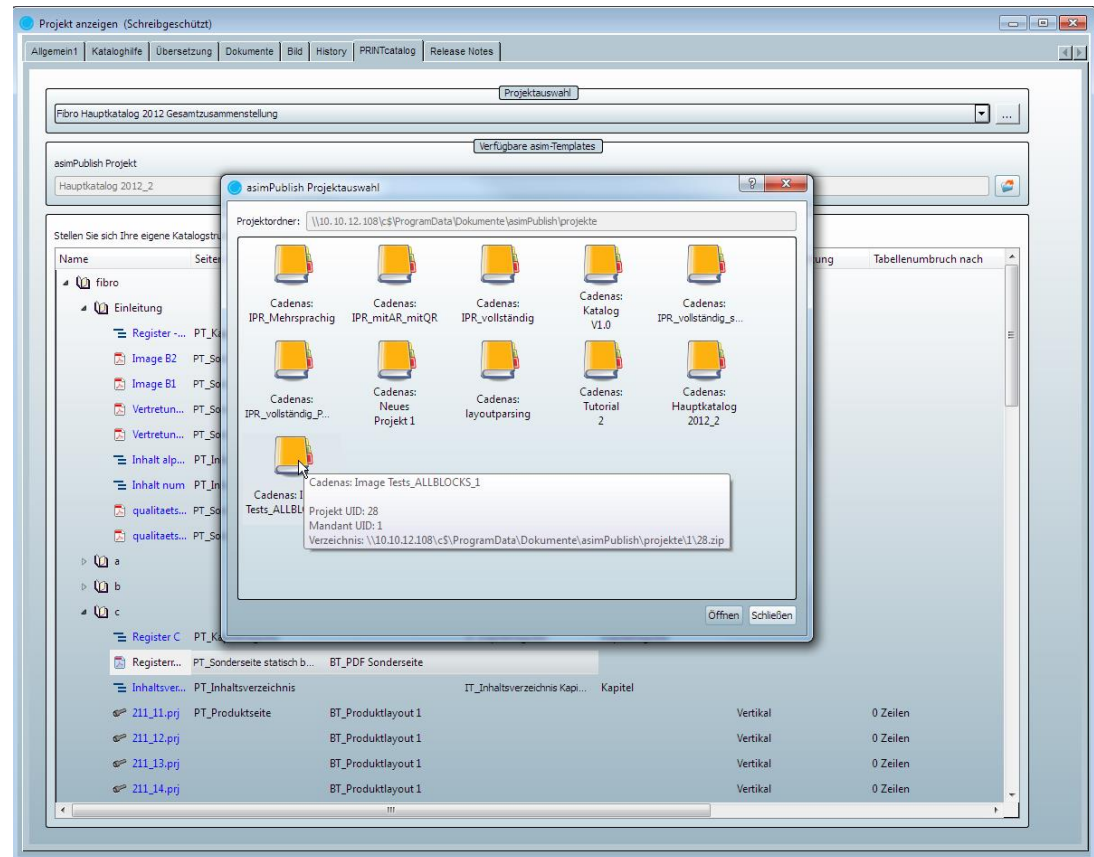 Projekt anzeigen (Schreibgeschützt)
Allgemein1 Kataloghilfe Übersetzung Dokumente Bild History PRINTcatalog Release Notes
Projektauswahl
Fibro Hauptkatalog 2012 Gesamtzusammenstellung ...
Verfügbare asim-Templates
asimPublish Projekt
Hauptkatalog 2012_2
asimPublish Projektauswahl
Projektordner: \\10.10.12.108\c$\ProgramData\Dokumente\asimPublish\projekte
Cadenas: IPR_Mehrsprachig
Cadenas: IPR_mitAR_mitQR
Cadenas: IPR_vollständig
Cadenas: Katalog V1.0
Cadenas: IPR_vollständig_s...
Cadenas: IPR_vollständig_P...
Cadenas: Neues Projekt 1
Cadenas: layoutparsing
Cadenas: Tutorial 2
Cadenas: Hauptkatalog 2012_2
Cadenas: I
Tests_ALLBL
Cadenas: Image Tests_ALLBLOCKS_1
Projekt UID: 28
Mandant UID: 1
Verzeichnis: \\10.10.12.108\c$\ProgramData\Dokumente\asimPublish\projekte\1\28.zip
Öffnen Schließen
Stellen Sie sich Ihre eigene
Name Tabellenumbruch nach
fibro
Einleitung
Register -...
Image B2
Image B1
Vertretun...
Vertretun...
Inhalt alp...
Inhalt num
qualitaets...
qualitaets...
a
b
c
Register C
Registerr... PT_Sonderseite statisch b... BT_PDF Sonderseite
Inhaltsver... PT_Inhaltsverzeichnis IT_Inhaltsverzeichnis Kapi... Kapitel
211_11.prj PT_Produktseite BT_Produktlayout 1 Vertikal 0 Zeilen
211_12.prj BT_Produktlayout 1 Vertikal 0 Zeilen
211_13.prj BT_Produktlayout 1 Vertikal 0 Zeilen
211_14.prj BT_Produktlayout 1 Vertikal 0 Zeilen